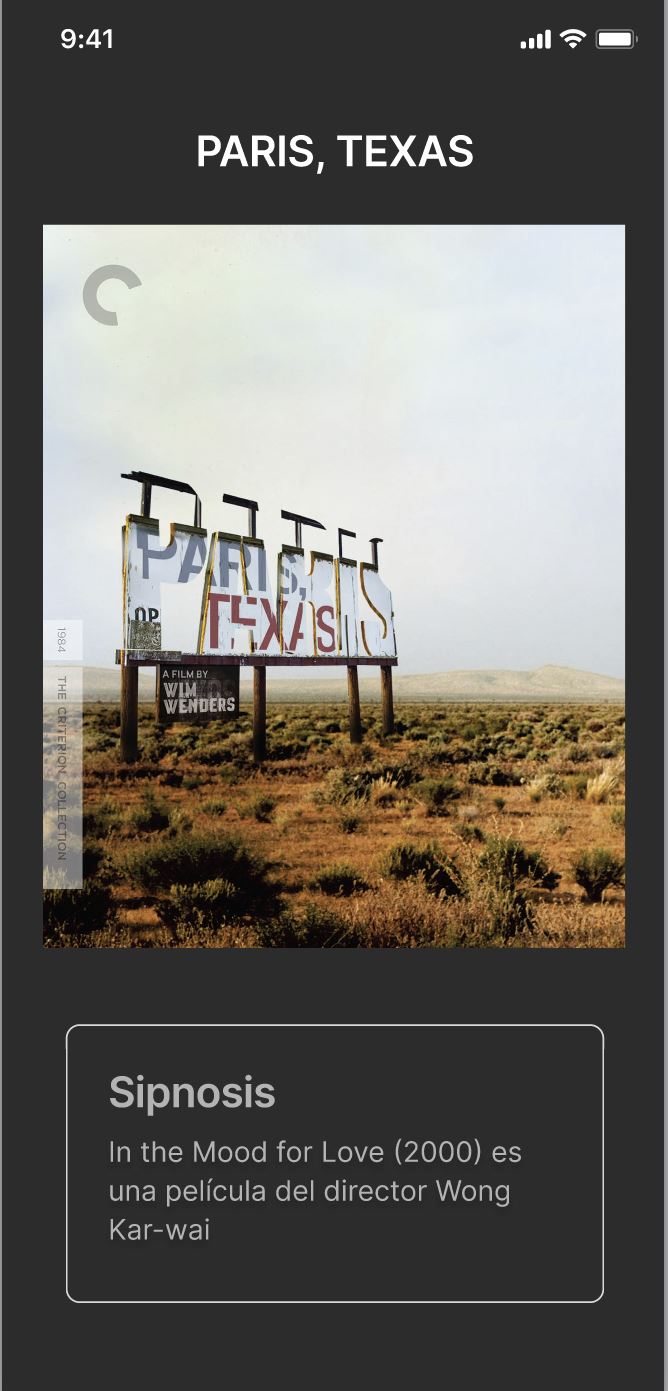 9:41
PARIS, TEXAS
PARIS,
TEXAS
A FILM BY
WIM
WENDERS
1984
THE CRITERION COLLECTION
Sipnosis
In the Mood for Love (2000) es
una película del director Wong
Kar-wai